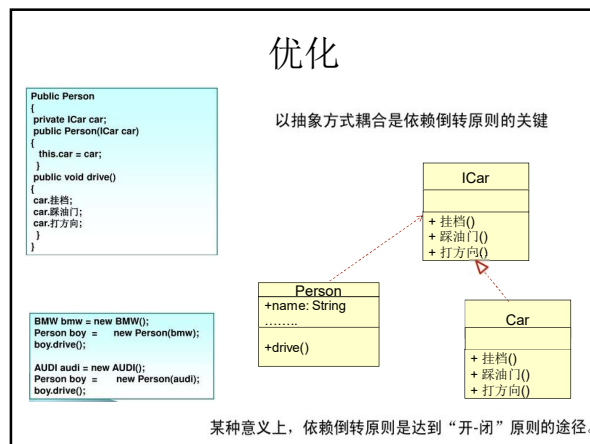 优化
Public Person
{
private ICar car;
public Person(ICar car)
{
this.car = car;
}
public void drive()
{
car.挂档;
car.踩油门;
car.打方向;
}
}
以抽象方式耦合是依赖倒转原则的关键
ICar
+ 挂档()
+ 踩油门()
+ 打方向()
Person
+name: String
……..
+drive()
Car
+ 挂档()
+ 踩油门()
+ 打方向()
BMW bmw = new BMW();
Person boy = new Person(bmw);
boy.drive();
AUDI audi = new AUDI();
Person boy = new Person(audi);
boy.drive();
某种意义上，依赖倒转原则是达到“开-闭”原则的途径。